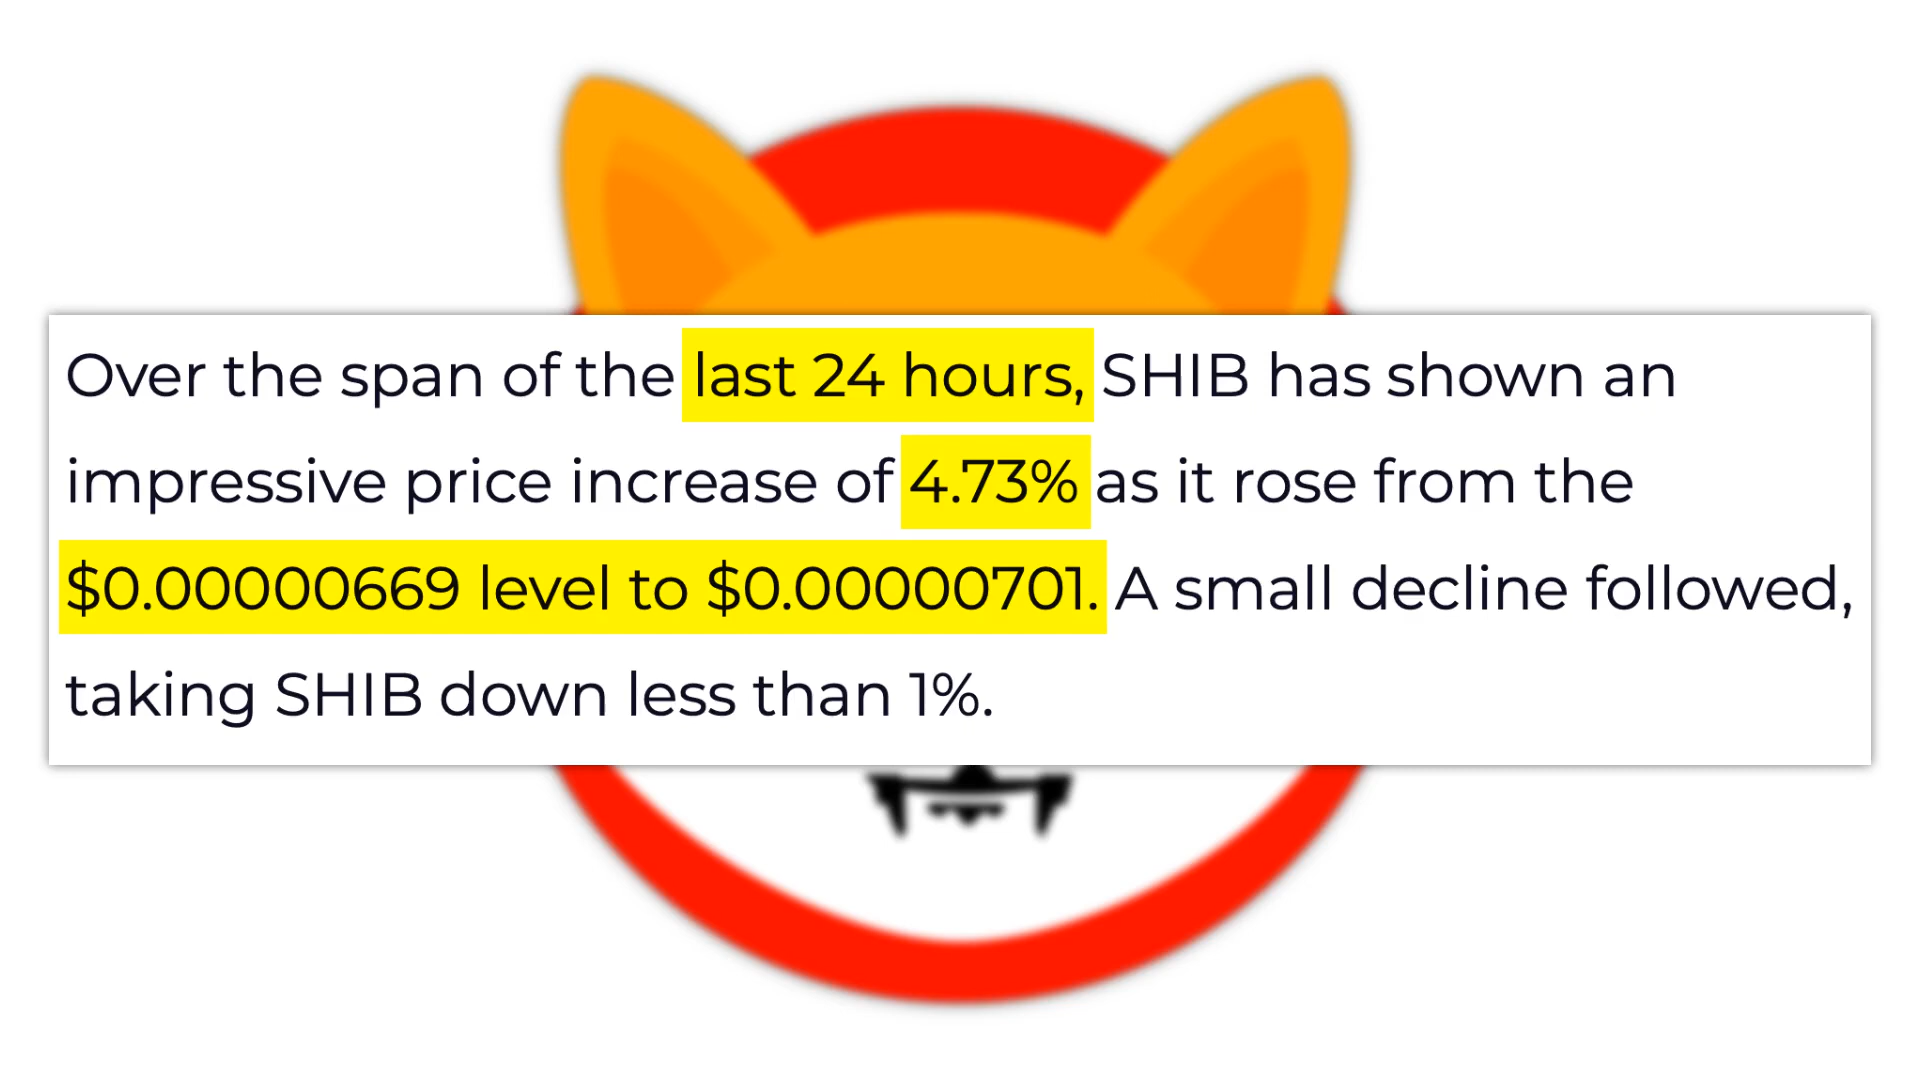 Over the span of the last 24 hours, SHIB has shown an
impressive price increase of 4.73% as it rose from the
$0.00000669 level to $0.00000701. A small decline followed,
taking SHIB down less than 1%.